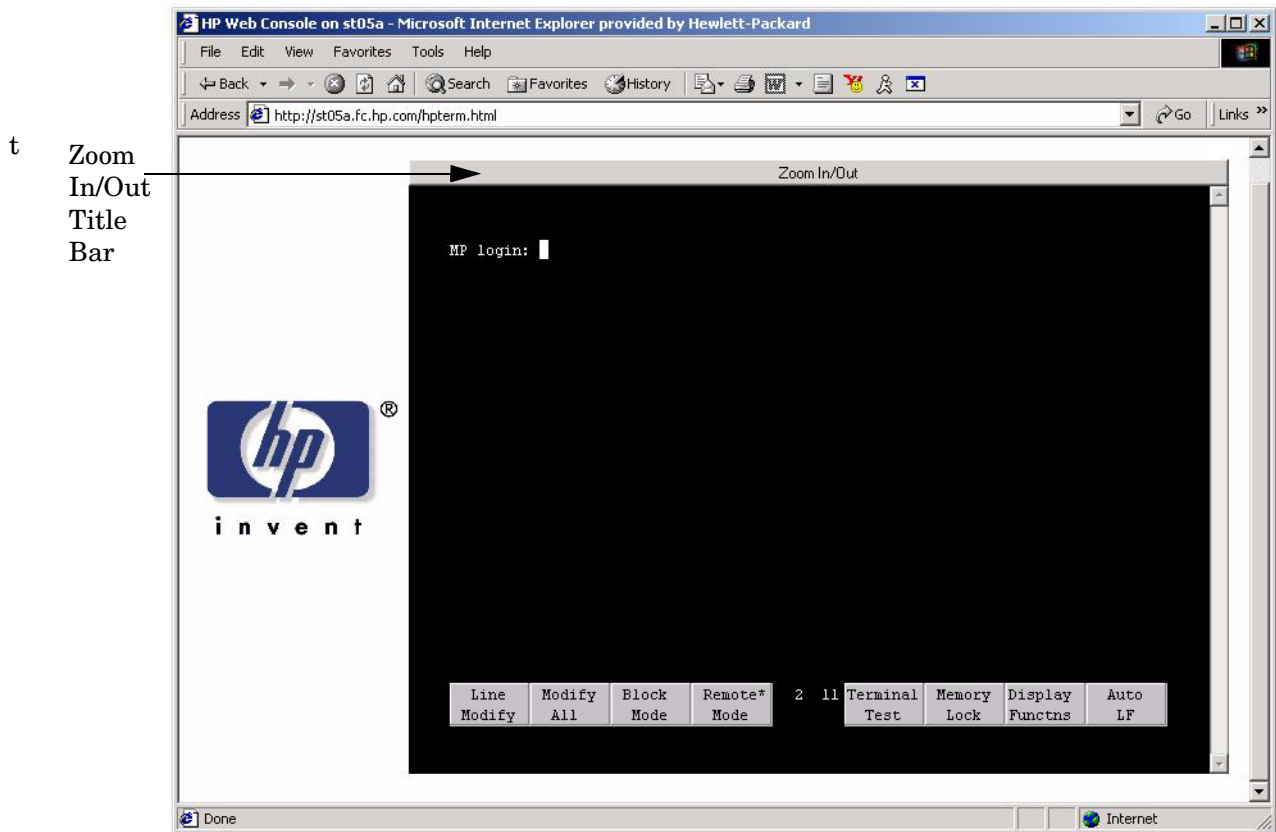 HP Web Console on st05a - Microsoft Internet Explorer provided by Hewlett-Packard
File Edit View Favorites Tools Help
Back Search Favorites History
Address http://st05a.fc.hp.com/hpterm.html Go Links »
t
Zoom
In/Out
Title
Bar
Zoom In/Out
MP login:
hp ®
invent
Line Modify Block Remote* 2 11 Terminal Memory Display Auto
Modify All Mode Mode Test Lock Functns LF
Done Internet